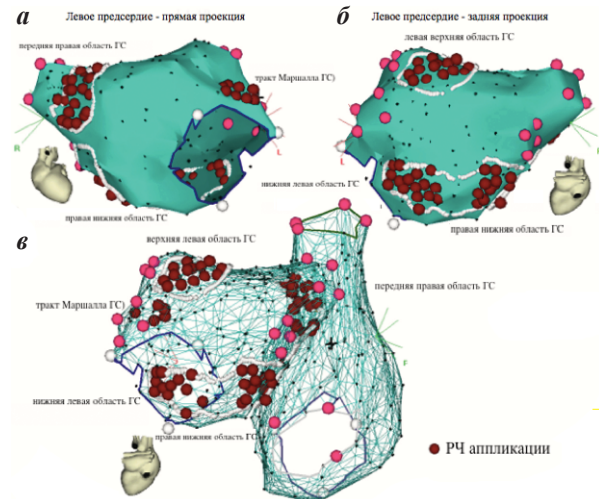 а
Левое предсердие - прямая проекция
передняя правая область ГС
тракт Маршалла ГС)
R
L
нижняя левая область ГС
правая нижняя область ГС
б
Левое предсердие - задняя проекция
левая верхняя область ГС
L
правая нижняя область ГС
в
верхняя левая область ГС
передняя правая область ГС
тракт Маршалла ГС)
F
нижняя левая область ГС
правая нижняя область ГС
РЧ аппликации